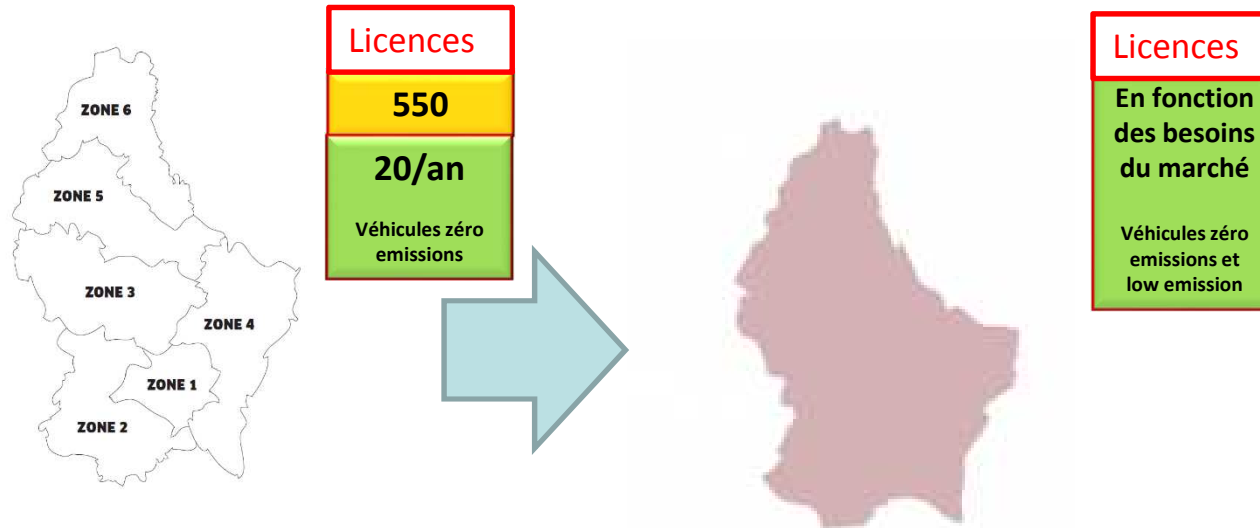 Licences
550
20/an
Véhicules zéro
emissions
ZONE 6
ZONE 5
ZONE 3
ZONE 4
ZONE 1
ZONE 2
Licences
En fonction
des besoins
du marché
Véhicules zéro
emissions et
low emission